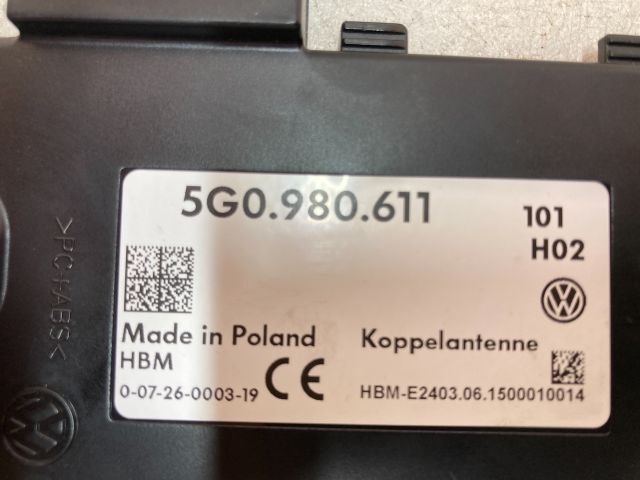 5G0.980.611
101
H02
>PC+ABS<
Made in Poland
Koppelantenne
HBM
0-07-26-0003-19
CE
HBM-E2403.06.1500010014